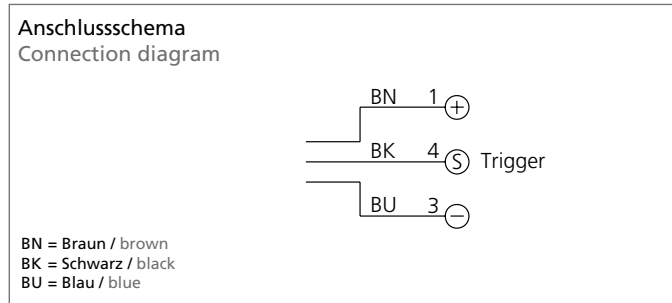 Anschlussschema
Connection diagram
BN 1 +
BK 4 S Trigger
BU 3 −
BN = Braun / brown
BK = Schwarz / black
BU = Blau / blue